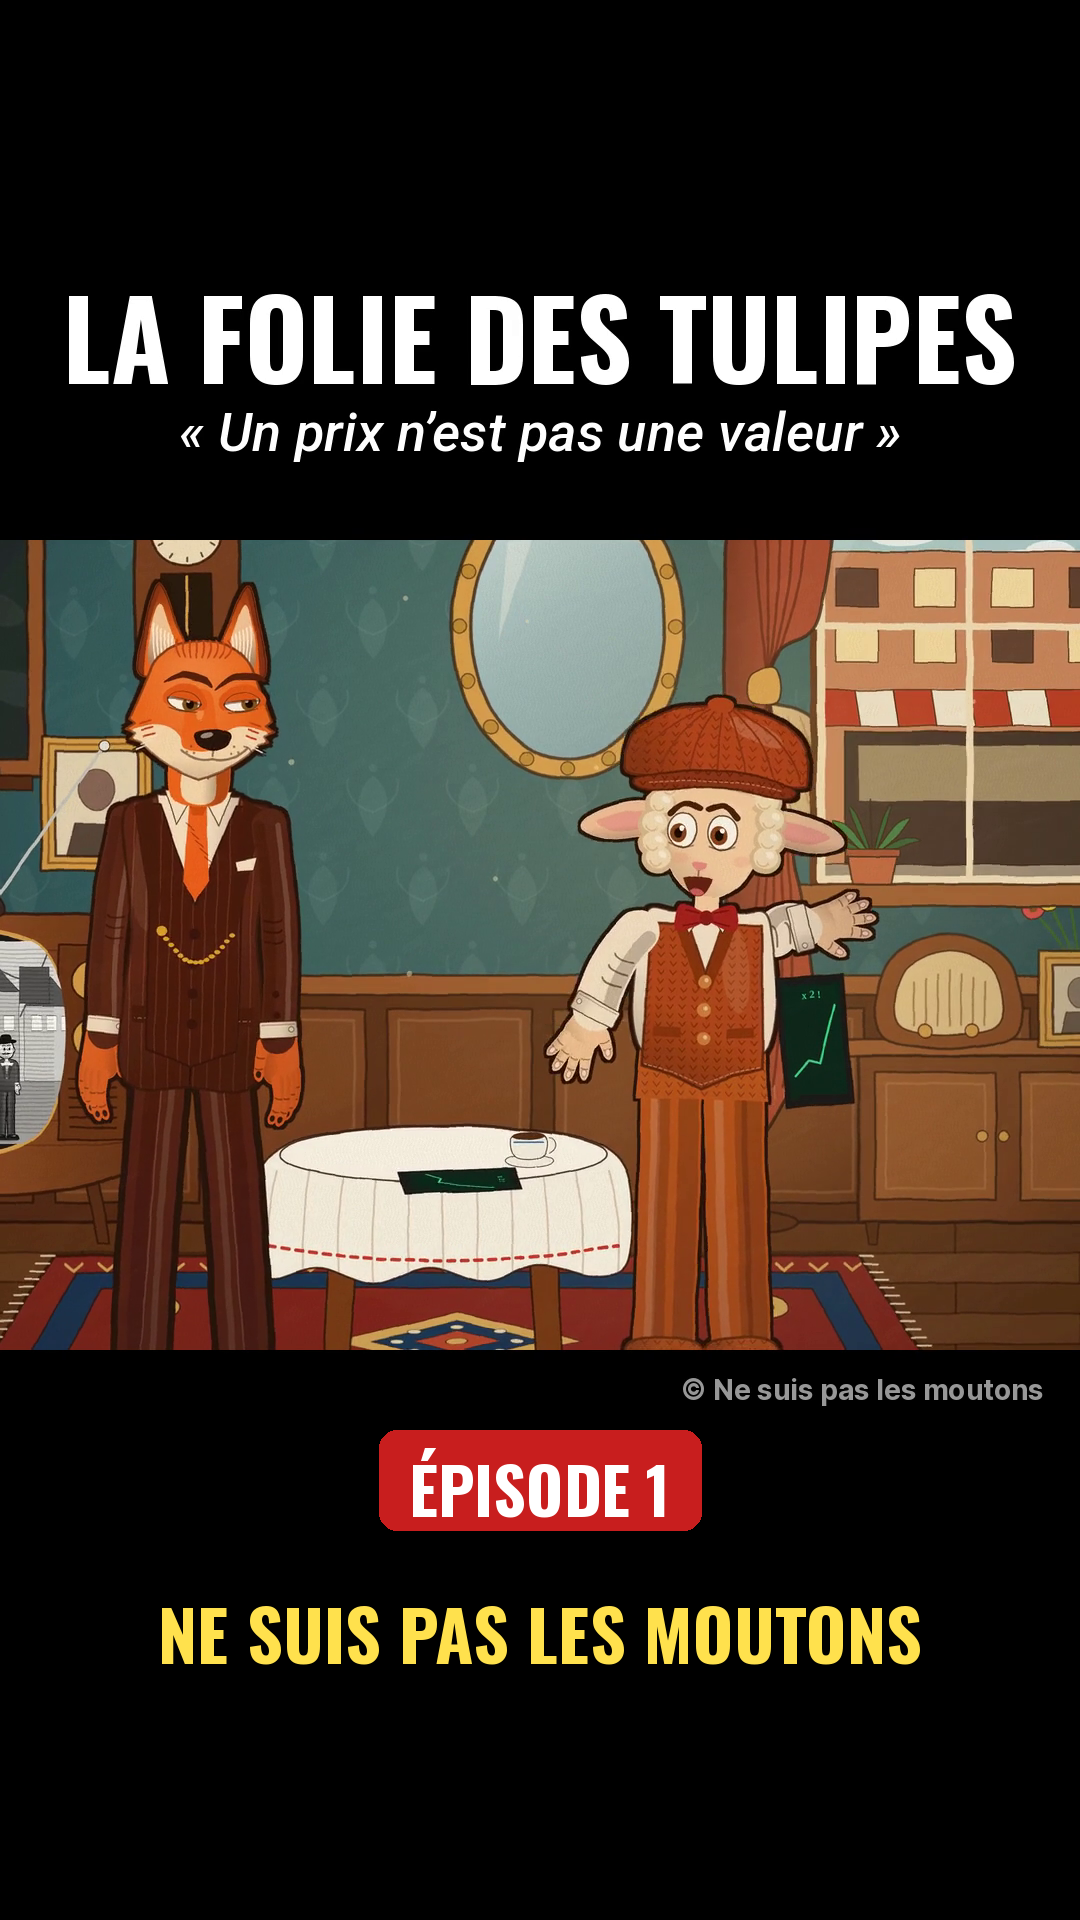 LA FOLIE DES TULIPES
« Un prix n’est pas une valeur »
x2!
© Ne suis pas les moutons
ÉPISODE 1
NE SUIS PAS LES MOUTONS